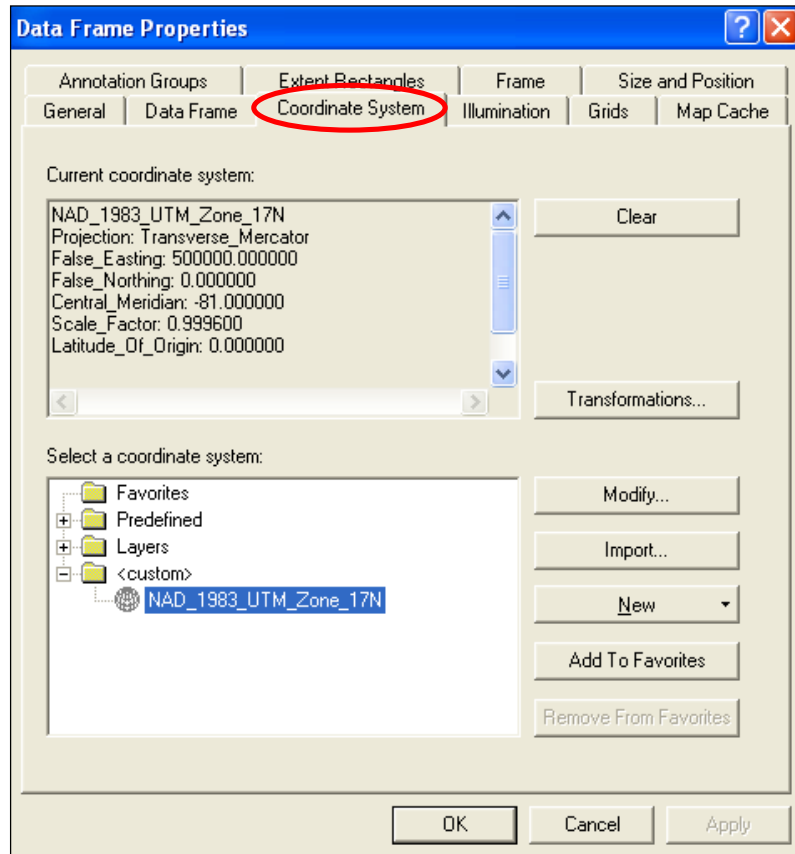 Data Frame Properties
Annotation Groups Extent Rectangles Frame Size and Position
General Data Frame Coordinate System Illumination Grids Map Cache
Current coordinate system:
NAD_1983_UTM_Zone_17N
Projection: Transverse_Mercator
False_Easting: 500000.000000
False_Northing: 0.000000
Central_Meridian: -81.000000
Scale_Factor: 0.999600
Latitude_Of_Origin: 0.000000
Clear
Transformations...
Select a coordinate system:
Favorites
Predefined
Layers
<custom>
NAD_1983_UTM_Zone_17N
Modify...
Import...
New
Add To Favorites
Remove From Favorites
OK Cancel Apply